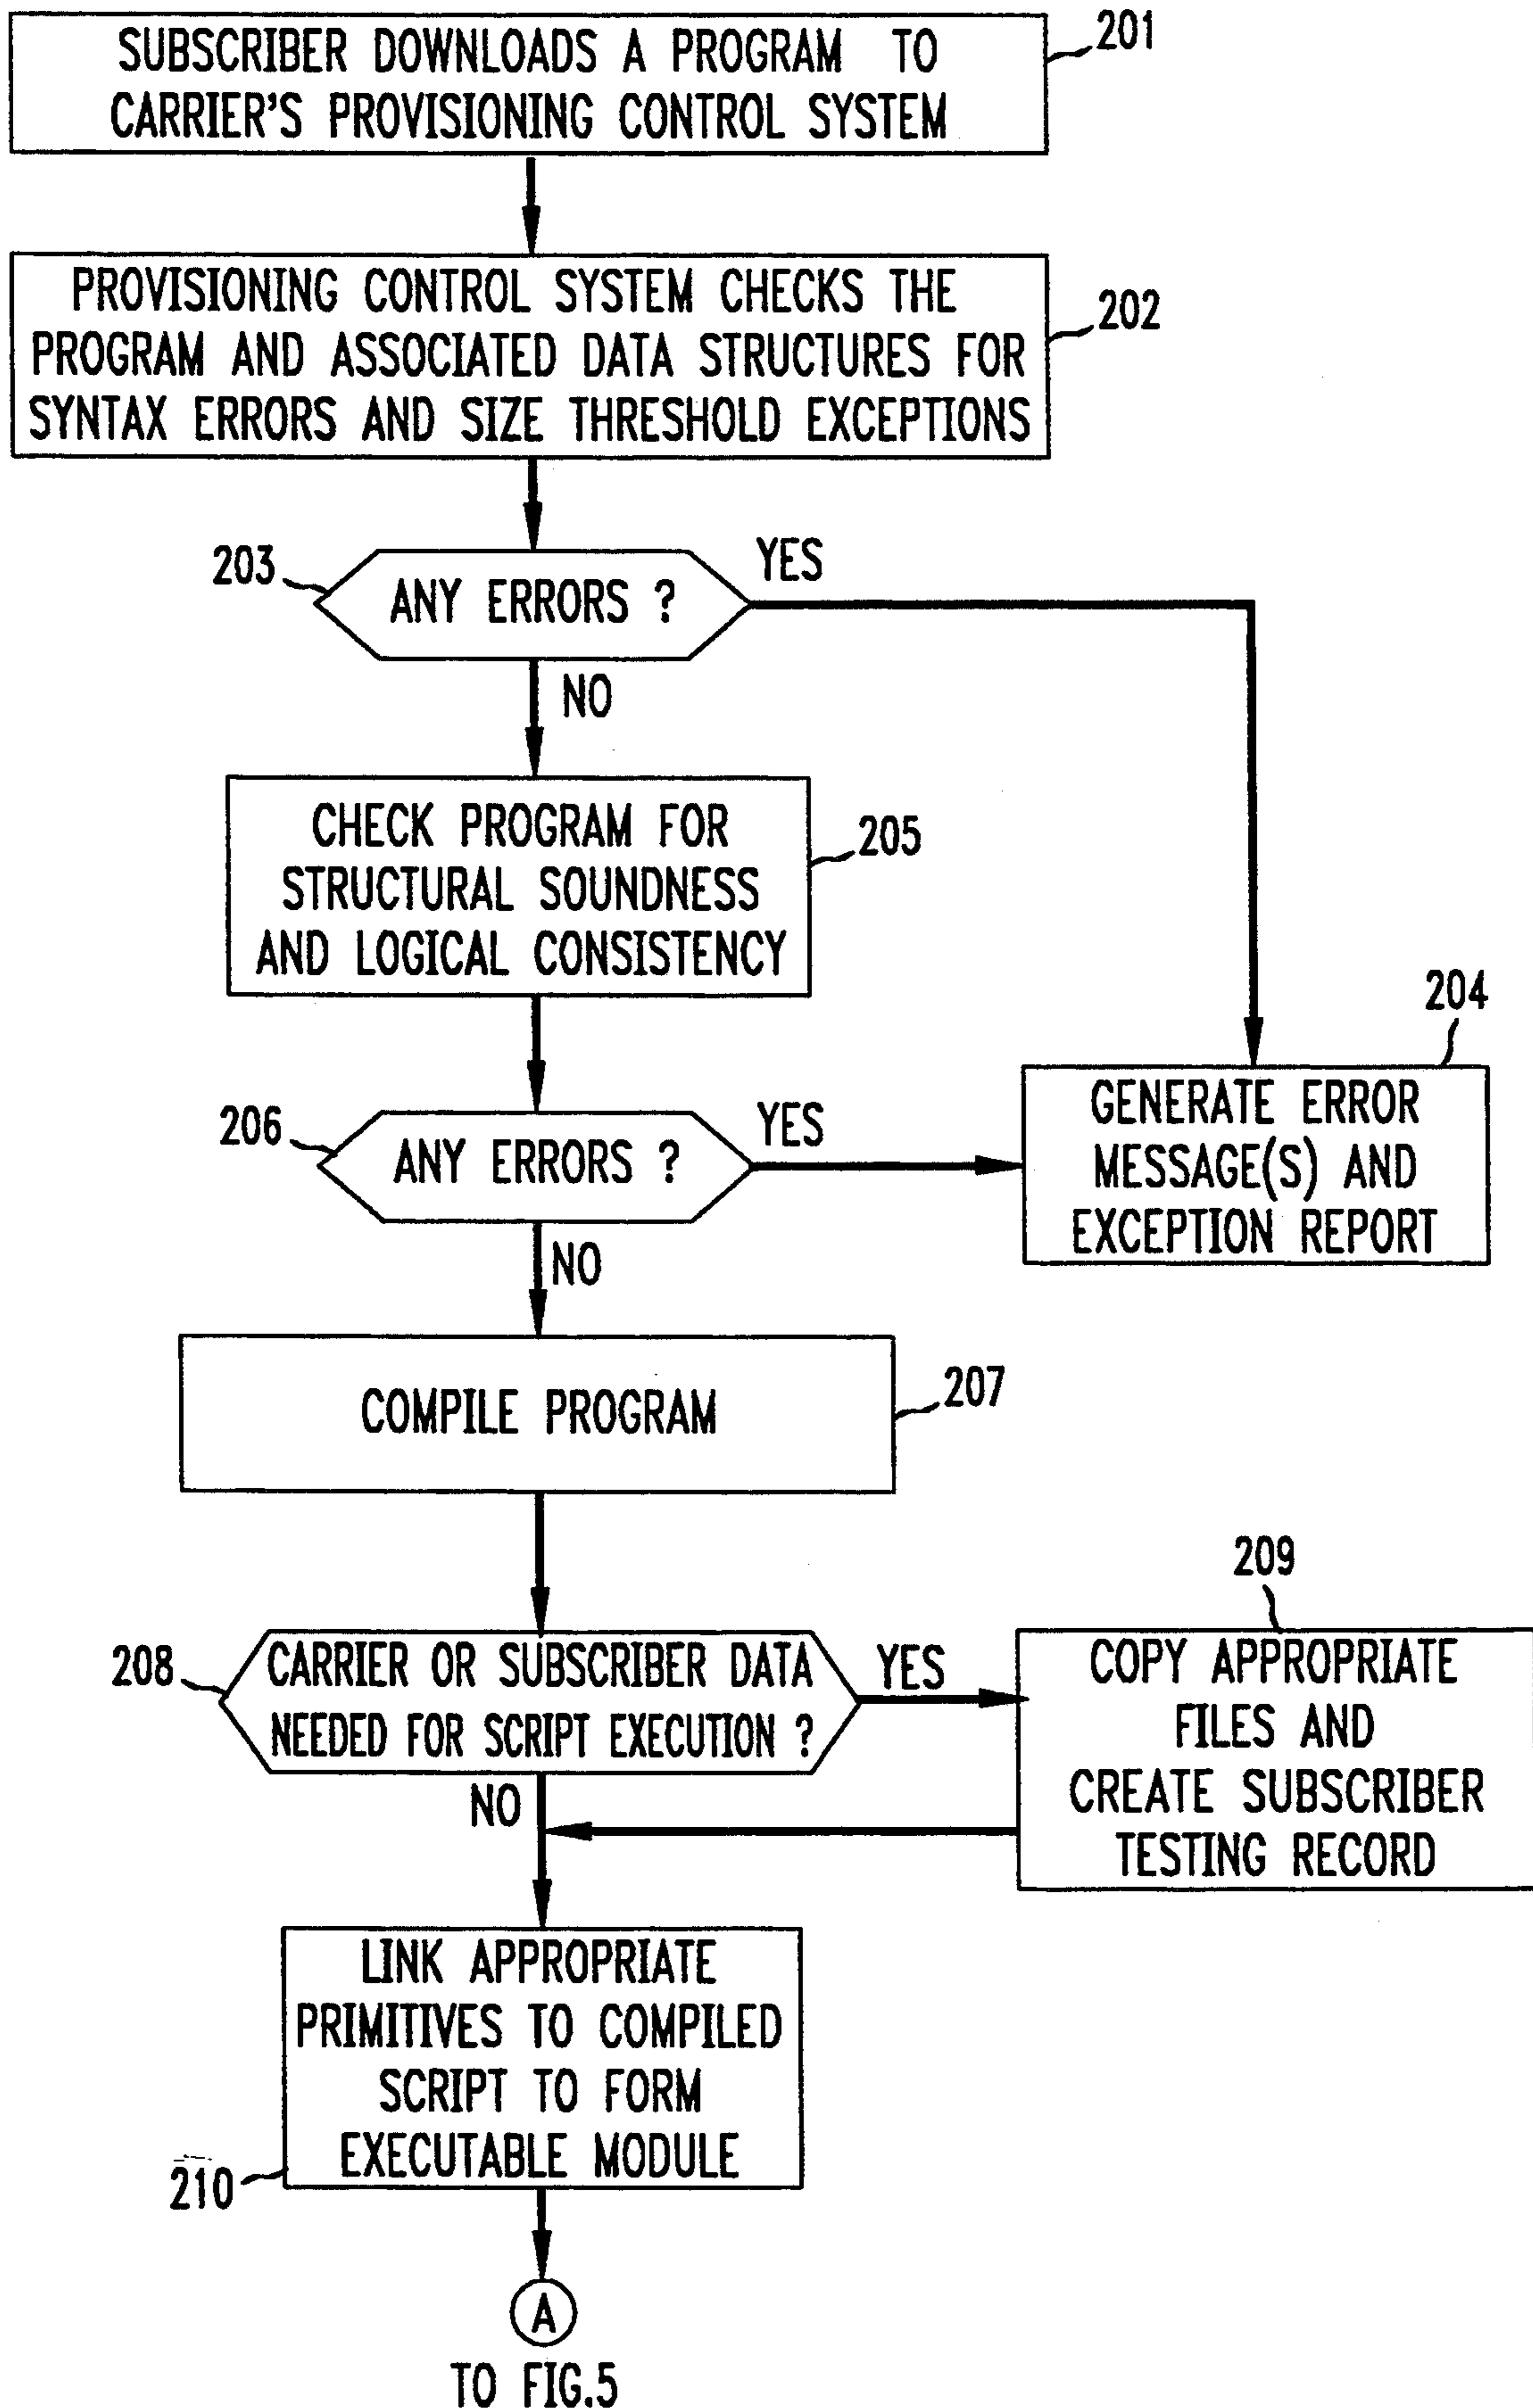 SUBSCRIBER DOWNLOADS A PROGRAM TO
CARRIER'S PROVISIONING CONTROL SYSTEM
201
PROVISIONING CONTROL SYSTEM CHECKS THE
PROGRAM AND ASSOCIATED DATA STRUCTURES FOR
SYNTAX ERRORS AND SIZE THRESHOLD EXCEPTIONS
202
203
ANY ERRORS ?
YES
NO
CHECK PROGRAM FOR
STRUCTURAL SOUNDNESS
AND LOGICAL CONSISTENCY
205
204
GENERATE ERROR
MESSAGE(S) AND
EXCEPTION REPORT
206
ANY ERRORS ?
YES
NO
COMPILE PROGRAM
207
208
CARRIER OR SUBSCRIBER DATA
NEEDED FOR SCRIPT EXECUTION ?
YES
NO
209
COPY APPROPRIATE
FILES AND
CREATE SUBSCRIBER
TESTING RECORD
LINK APPROPRIATE
PRIMITIVES TO COMPILED
SCRIPT TO FORM
EXECUTABLE MODULE
210
A
TO FIG.5